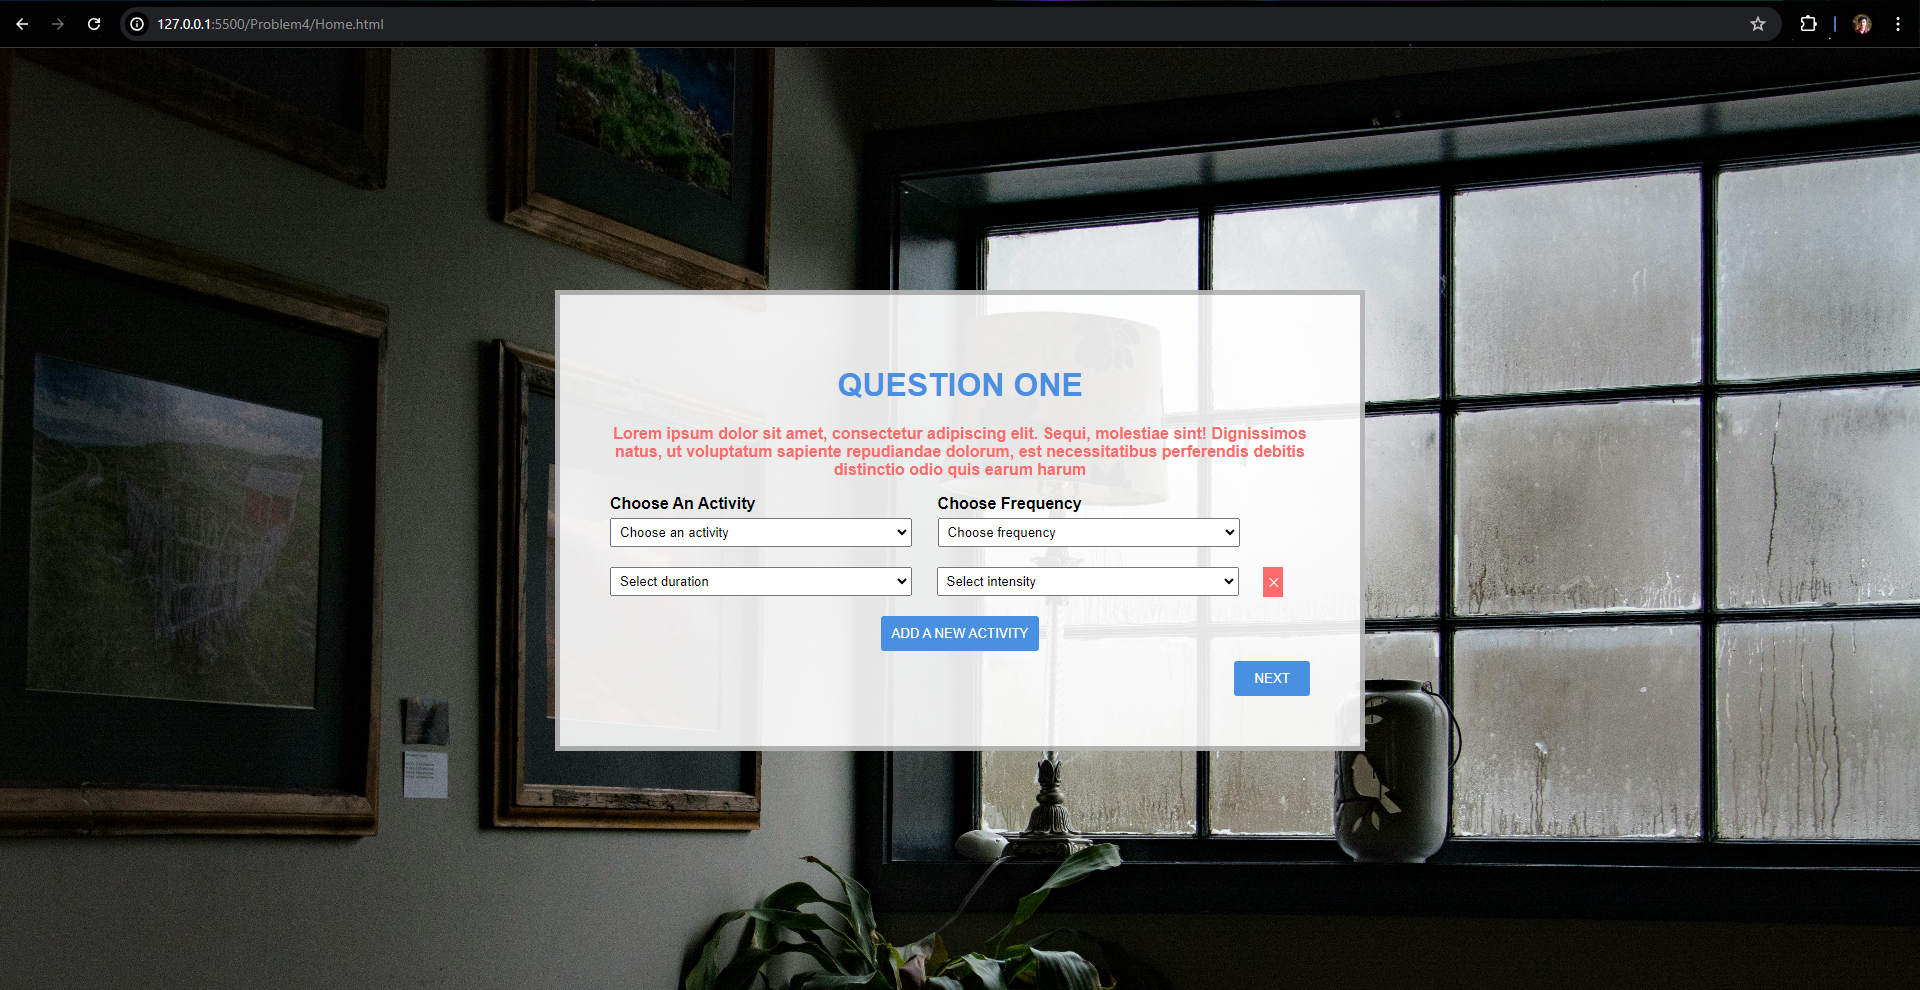 127.0.0.1:5500/Problem4/Home.html
QUESTION ONE
Lorem ipsum dolor sit amet, consectetur adipiscing elit. Sequi, molestiae sint! Dignissimos
natus, ut voluptatum sapiente repudiandae dolorum, est necessitatibus perferendis debitis
distinctio odio quis earum harum
Choose An Activity Choose Frequency
Choose an activity Choose frequency
Select duration Select intensity ×
ADD A NEW ACTIVITY
NEXT